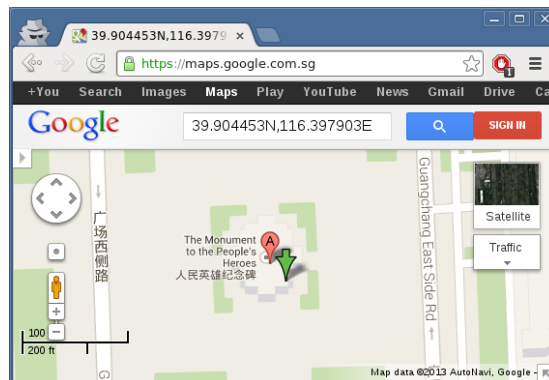 39.904453N,116.3979 ×
https://maps.google.com.sg
1
+You Search Images Maps Play YouTube News Gmail Drive Ca
Google
39.904453N,116.397903E
SIGN IN
Satellite
Traffic
广场西侧路
The Monument
to the People's
Heroes
人民英雄纪念碑
A
Guangchang East Side Rd
+
−
100
200 ft
G
Map data ©2013 AutoNavi, Google -